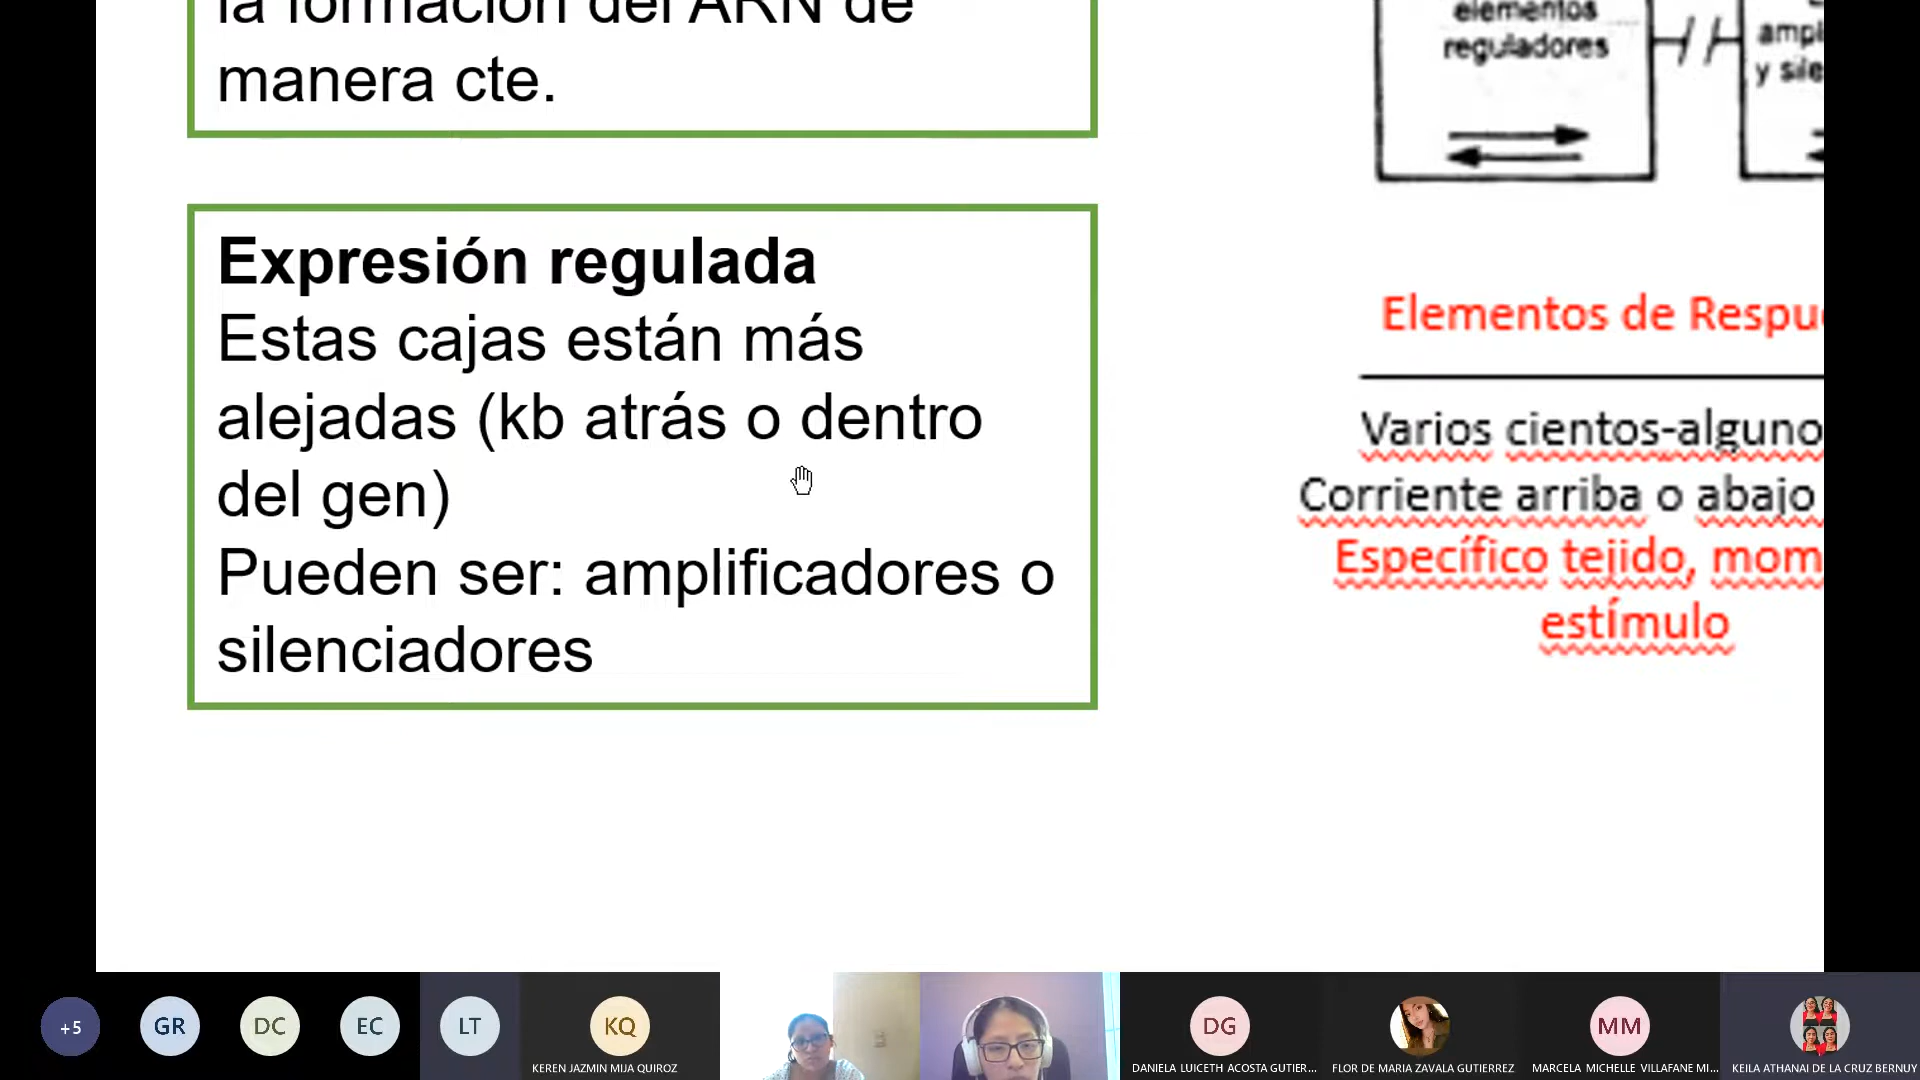 la formación del ARN de
manera cte.
Expresión regulada
Estas cajas están más
alejadas (kb atrás o dentro
del gen)
Pueden ser: amplificadores o
silenciadores
elementos
reguladores
ampl
y sile
Elementos de Respu
Varios cientos-alguno
Corriente arriba o abajo
Específico tejido, mom
estímulo
+5
GR
DC
EC
LT
KQ
KEREN JAZMIN MIJA QUIROZ
DG
DANIELA LUICETH ACOSTA GUTIER...
FLOR DE MARIA ZAVALA GUTIERREZ
MM
MARCELA MICHELLE VILLAFANE MI...
KEILA ATHANAI DE LA CRUZ BERNUY